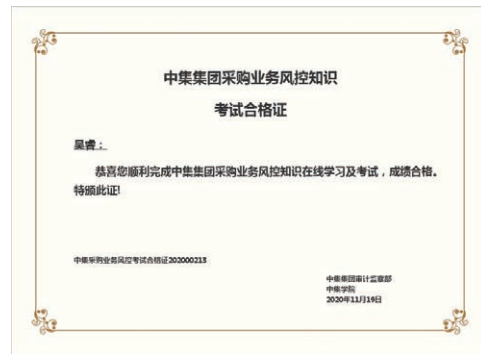 中集集团采购业务风控知识
考试合格证
吴睿：
恭喜您顺利完成中集集团采购业务风控知识在线学习及考试，成绩合格。
特颁此证!
中集采购业务风控考试合格证202000213
中集集团审计监察部
中集学院
2020年11月19日